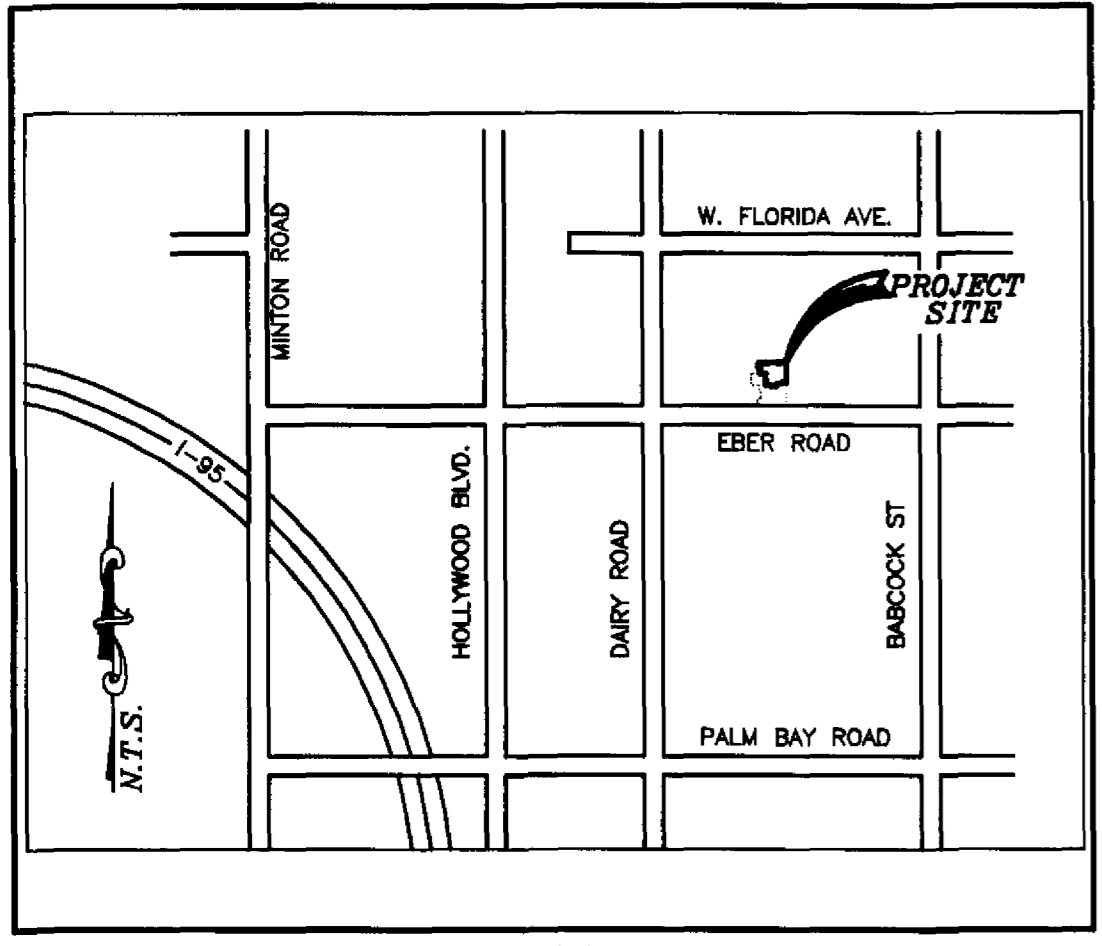 W. FLORIDA AVE.
MINTON ROAD
PROJECT
SITE
EBER ROAD
I-95
HOLLYWOOD BLVD.
DAIRY ROAD
BABCOCK ST
N.T.S.
PALM BAY ROAD